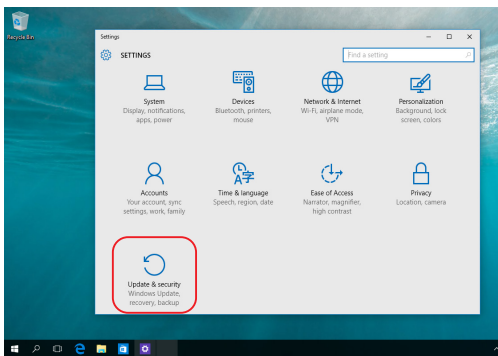 Recycle Bin
Settings
SETTINGS
Find a setting
System
Display, notifications,
apps, power
Devices
Bluetooth, printers,
mouse
Network & Internet
Wi-Fi, airplane mode,
VPN
Personalization
Background, lock
screen, colors
Accounts
Your account, sync
settings, work, family
Time & language
Speech, region, date
Ease of Access
Narrator, magnifier,
high contrast
Privacy
Location, camera
Update & security
Windows Update,
recovery, backup